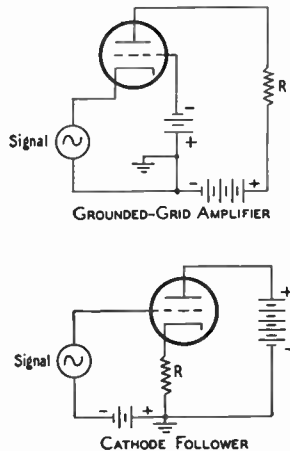 R
-
+
Signal
- +
GROUNDED-GRID AMPLIFIER
+
-
Signal
R
- +
CATHODE FOLLOWER